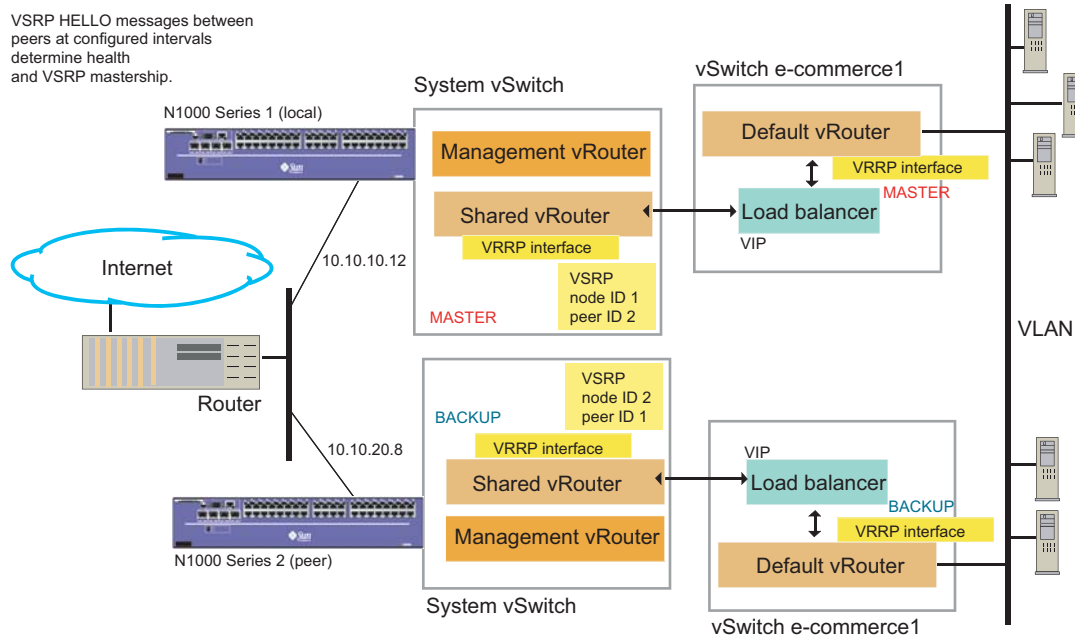 VSRP HELLO messages between
peers at configured intervals
determine health
and VSRP mastership.
N1000 Series 1 (local)
System vSwitch
Management vRouter
Shared vRouter
VRRP interface
VSRP
node ID 1
peer ID 2
MASTER
vSwitch e-commerce1
Default vRouter
VRRP interface
MASTER
Load balancer
VIP
Internet
10.10.10.12
Router
10.10.20.8
VLAN
VSRP
node ID 2
peer ID 1
BACKUP
VRRP interface
Shared vRouter
Management vRouter
System vSwitch
N1000 Series 2 (peer)
VIP
Load balancer
BACKUP
VRRP interface
Default vRouter
vSwitch e-commerce1
Sun
Sun